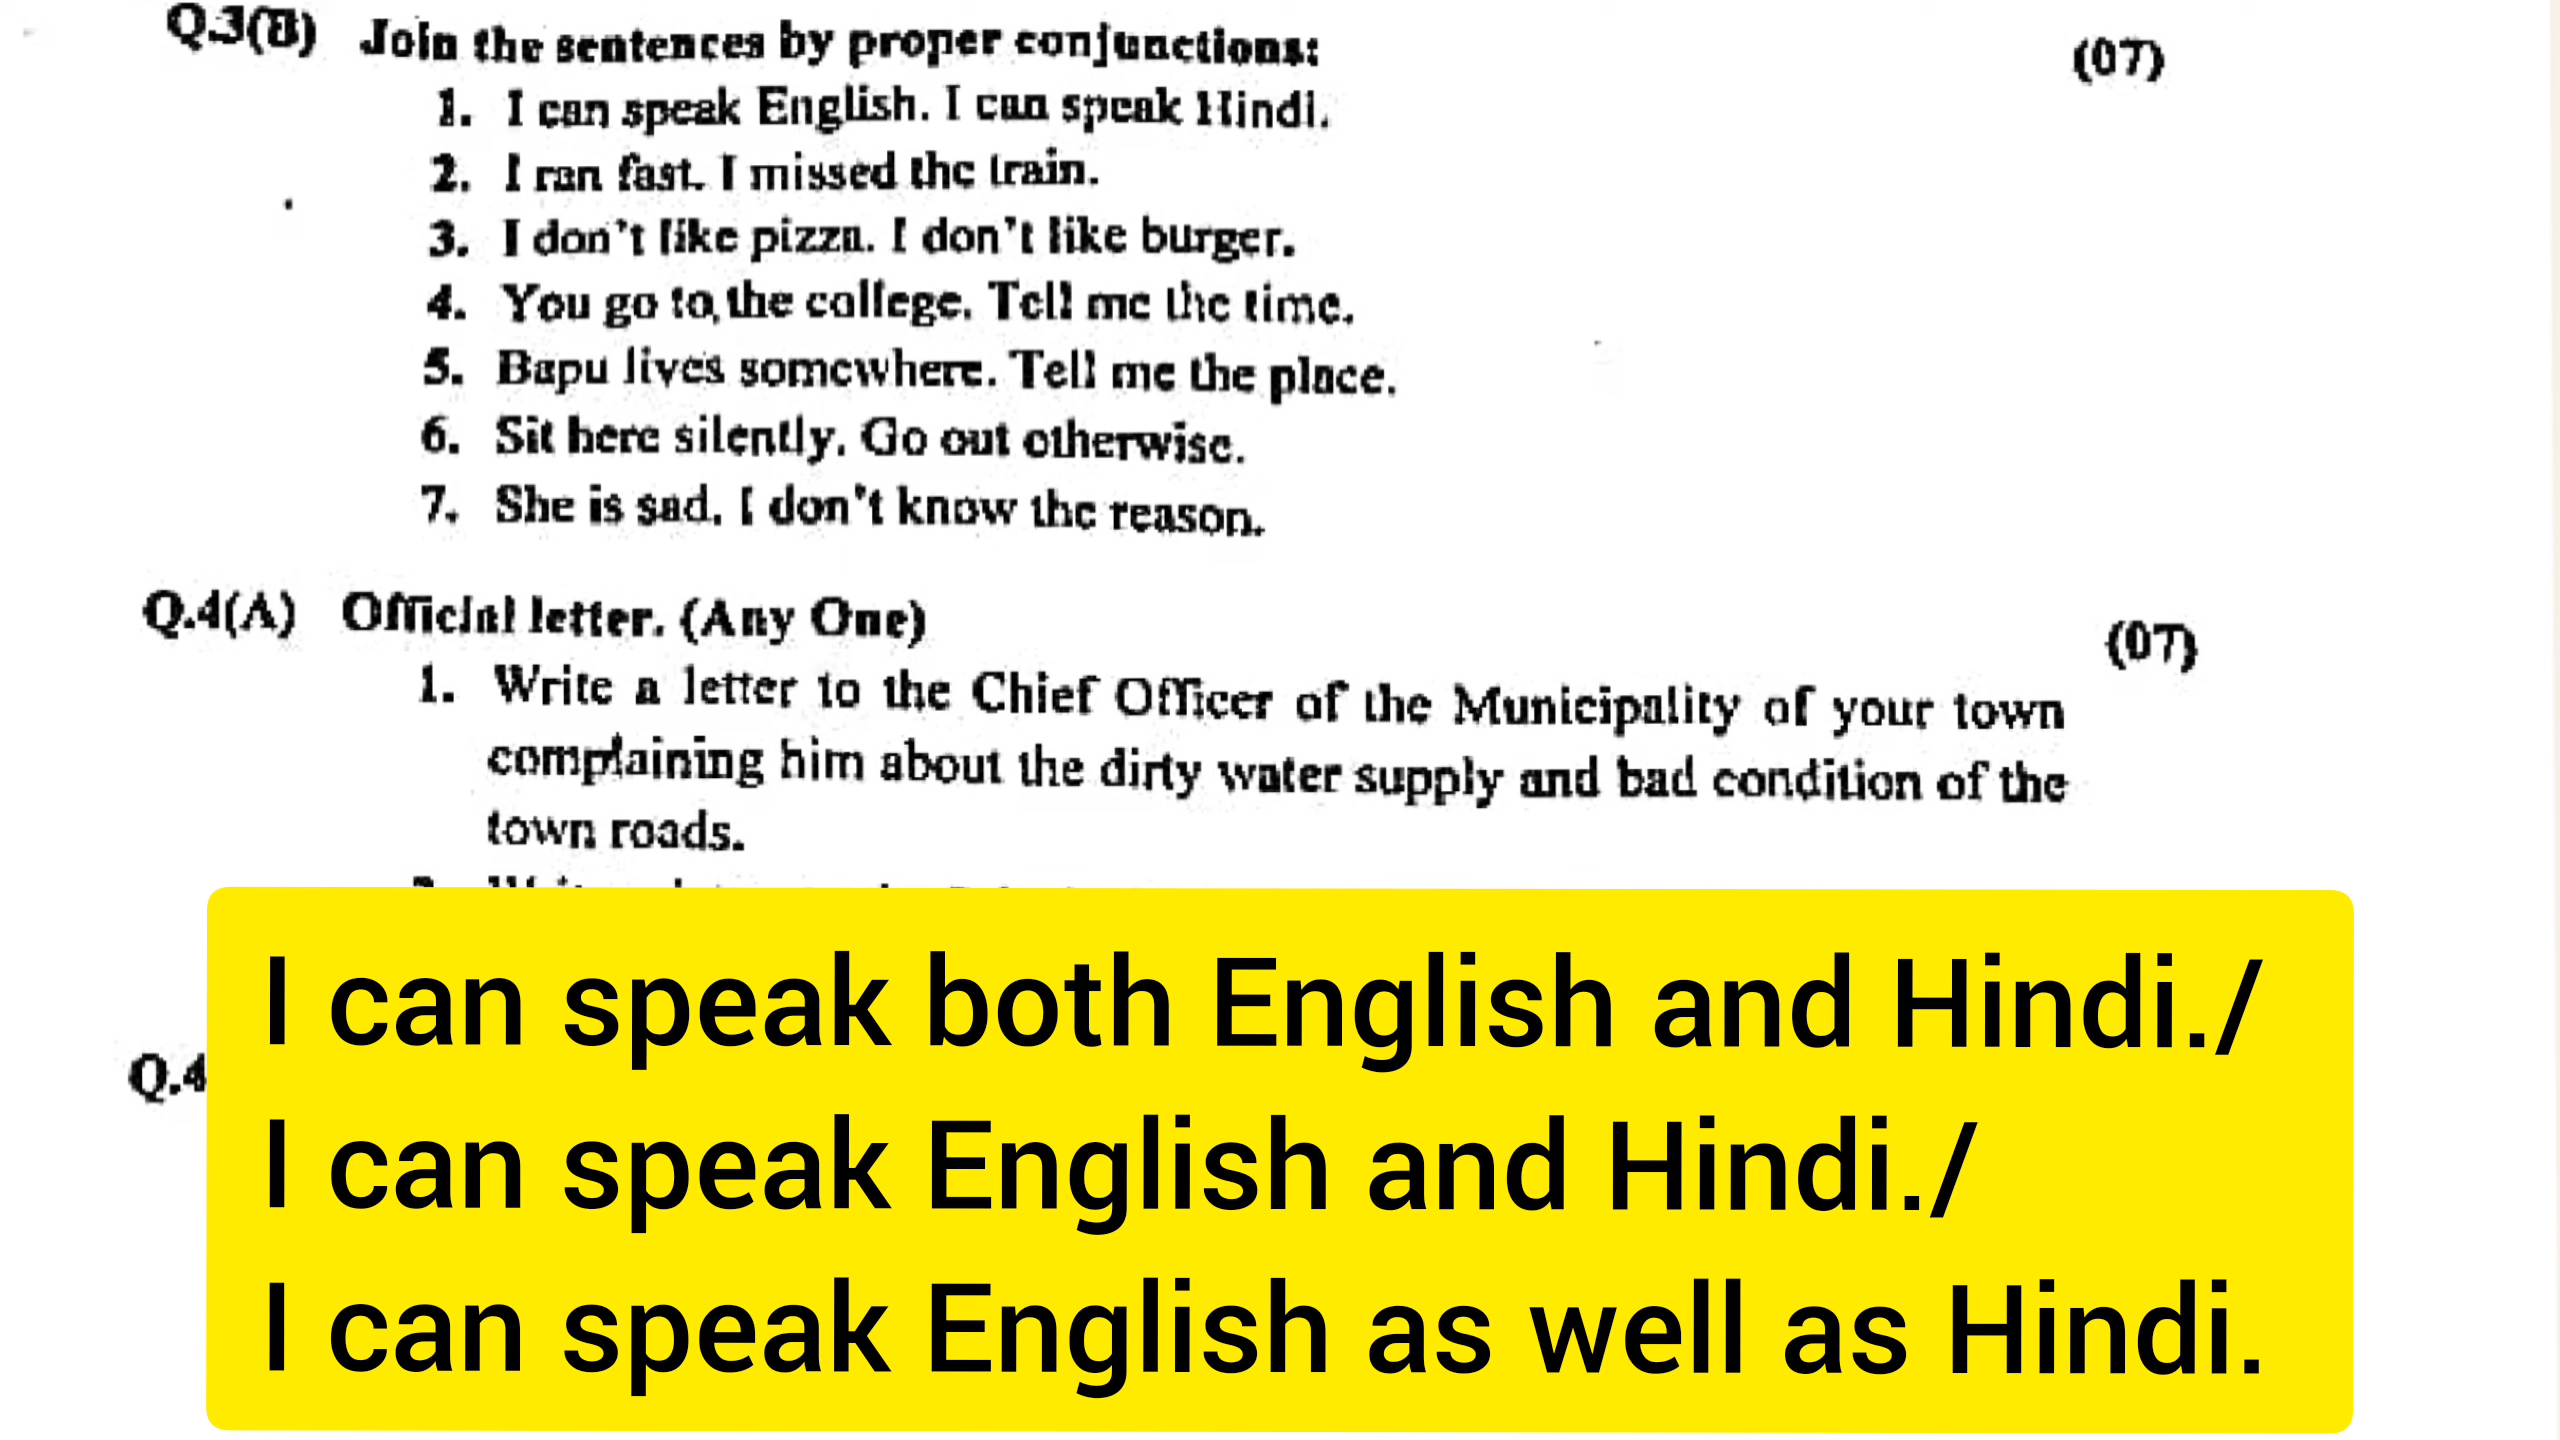 Q.3(B) Join the sentences by proper conjunctions: (07)
1. I can speak English. I can speak Hindi.
2. I ran fast. I missed the train.
3. I don't like pizza. I don't like burger.
4. You go to the college. Tell me the time.
5. Bapu lives somewhere. Tell me the place.
6. Sit here silently. Go out otherwise.
7. She is sad. I don't know the reason.
Q.4(A) Official letter. (Any One) (07)
1. Write a letter to the Chief Officer of the Municipality of your town
complaining him about the dirty water supply and bad condition of the
town roads.
Q.4
I can speak both English and Hindi./
I can speak English and Hindi./
I can speak English as well as Hindi.